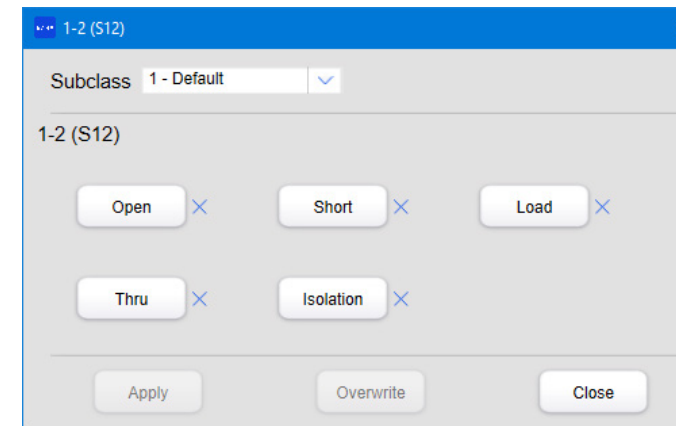 1-2 (S12)
Subclass 1 - Default
1-2 (S12)
Open Short Load
Thru Isolation
Apply Overwrite Close